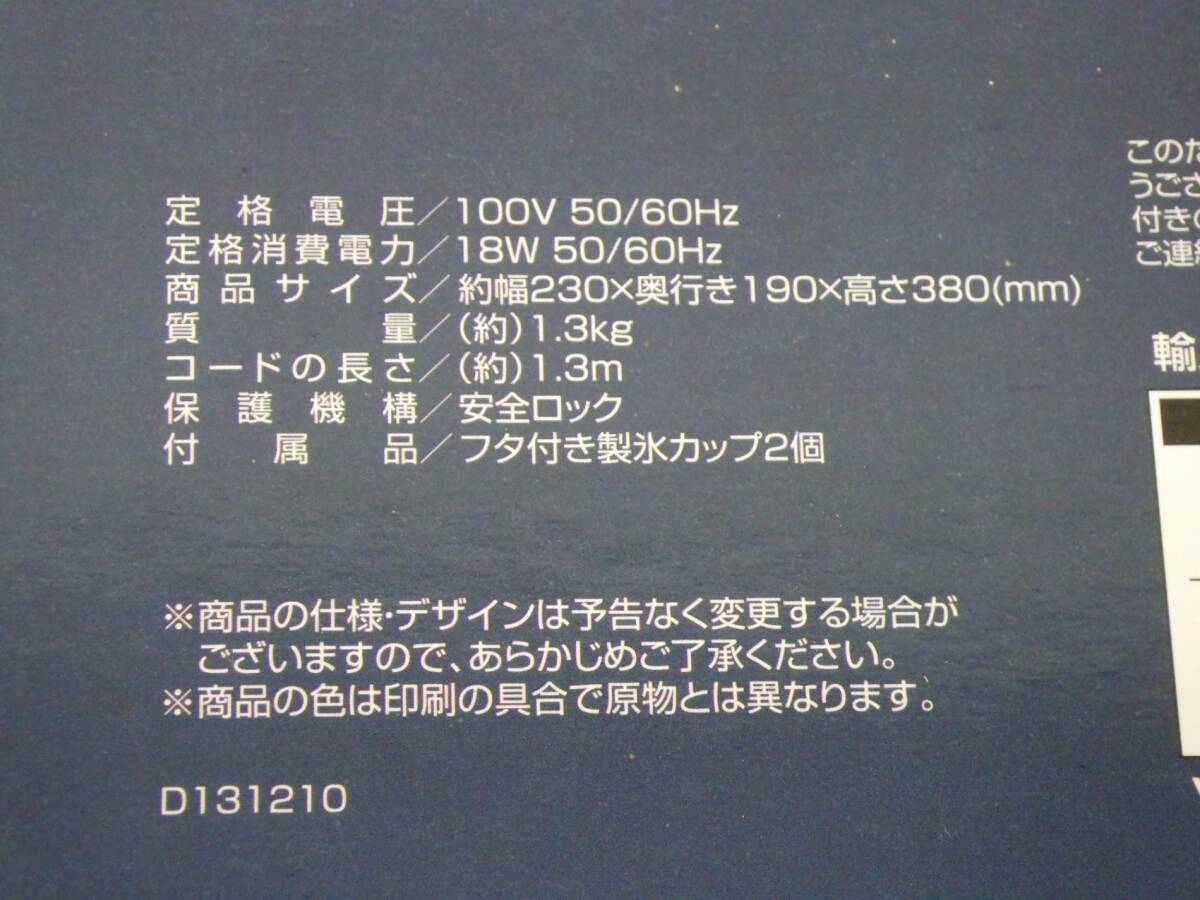 定格電圧／100V 50/60Hz
定格消費電力／18W 50/60Hz
商品サイズ／約幅230×奥行き190×高さ380(mm)
質量／(約)1.3kg
コードの長さ／(約)1.3m
保護機構／安全ロック
付属品／フタ付き製氷カップ2個
※商品の仕様･デザインは予告なく変更する場合が
ございますので、あらかじめご了承ください。
※商品の色は印刷の具合で原物とは異なります。
D131210
このた
うござ
付きの
ご連絡
輸入